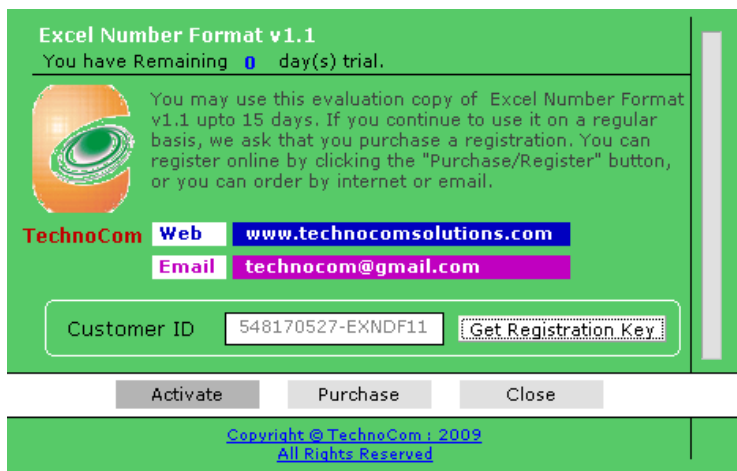 Excel Number Format v1.1
You have Remaining 0 day(s) trial.
You may use this evaluation copy of Excel Number Format
v1.1 upto 15 days. If you continue to use it on a regular
basis, we ask that you purchase a registration. You can
register online by clicking the "Purchase/Register" button,
or you can order by internet or email.
TechnoCom
Web www.technocomsolutions.com
Email technocom@gmail.com
Customer ID 548170527-EXNDF11 Get Registration Key
Activate Purchase Close
Copyright @ TechnoCom : 2009
All Rights Reserved